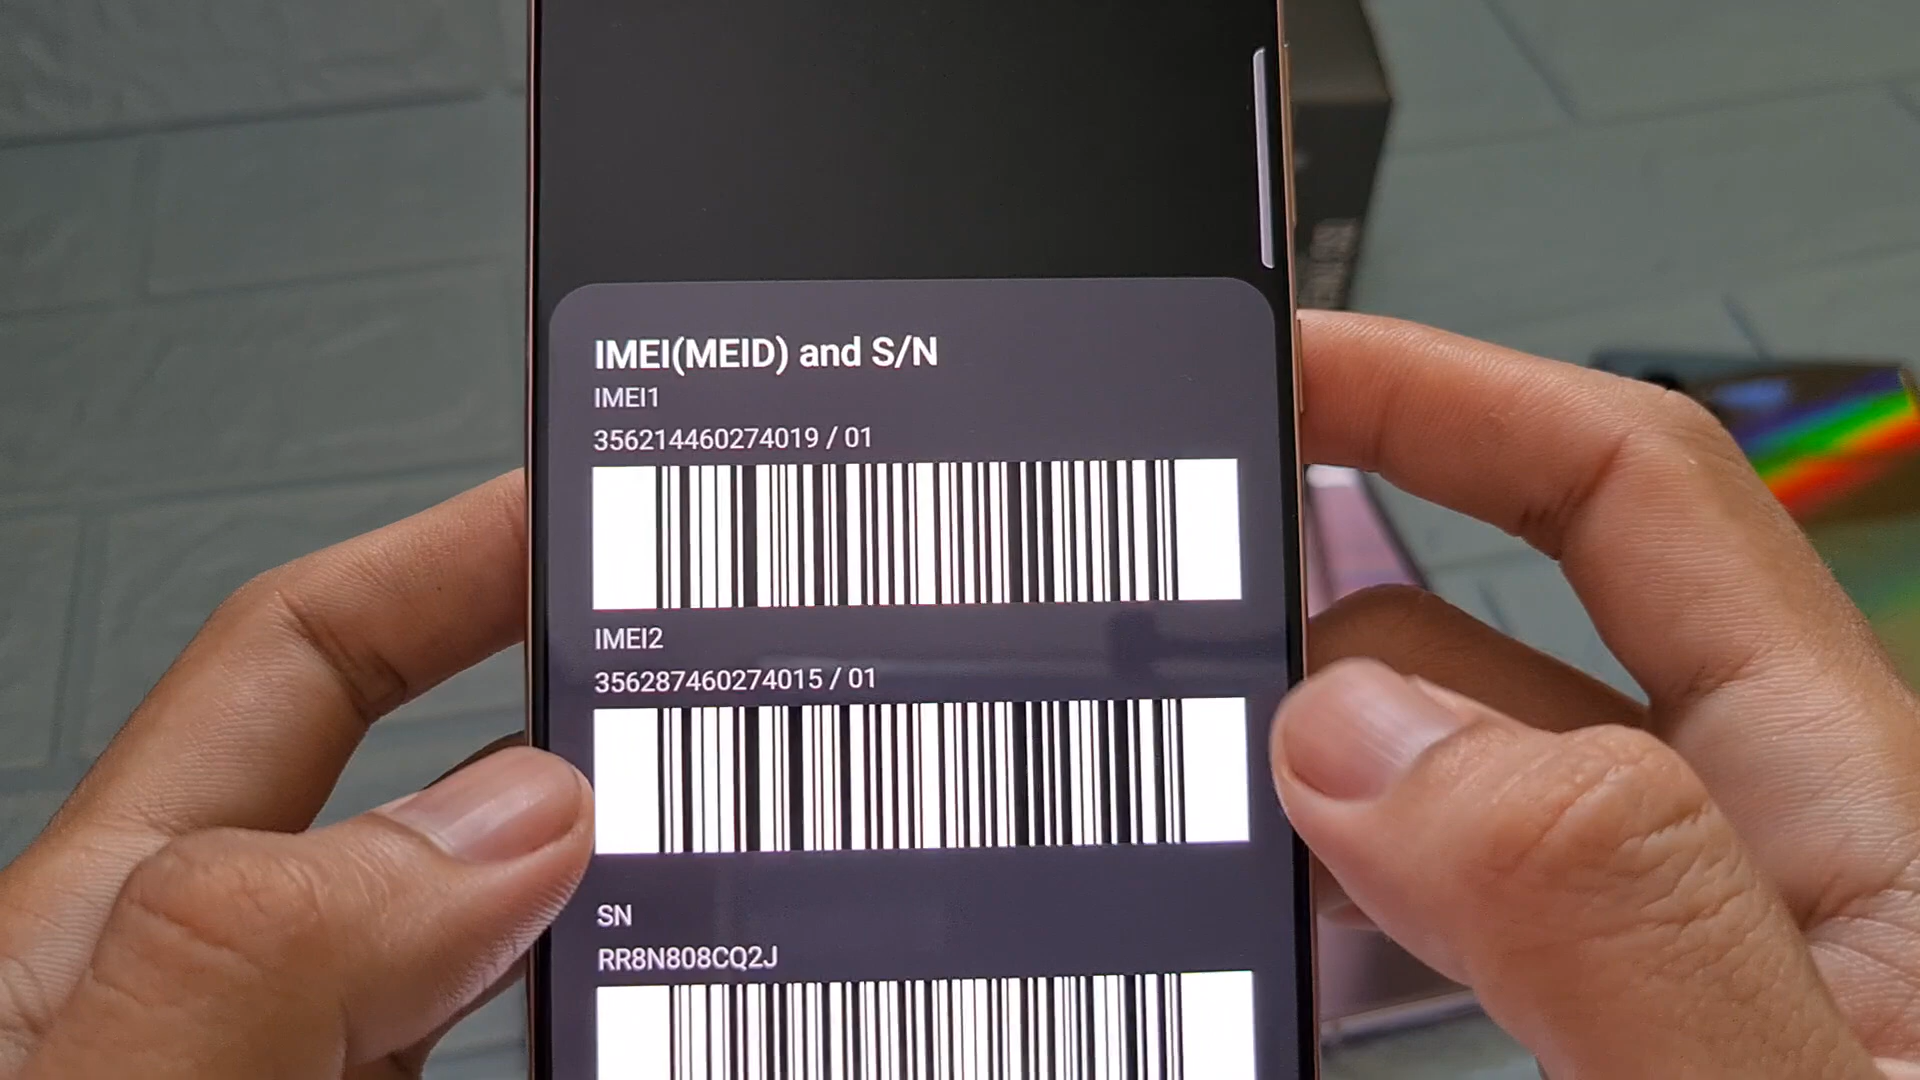 IMEI(MEID) and S/N
IMEI1
356214460274019 / 01
IMEI2
356287460274015 / 01
SN
RR8N808CQ2J